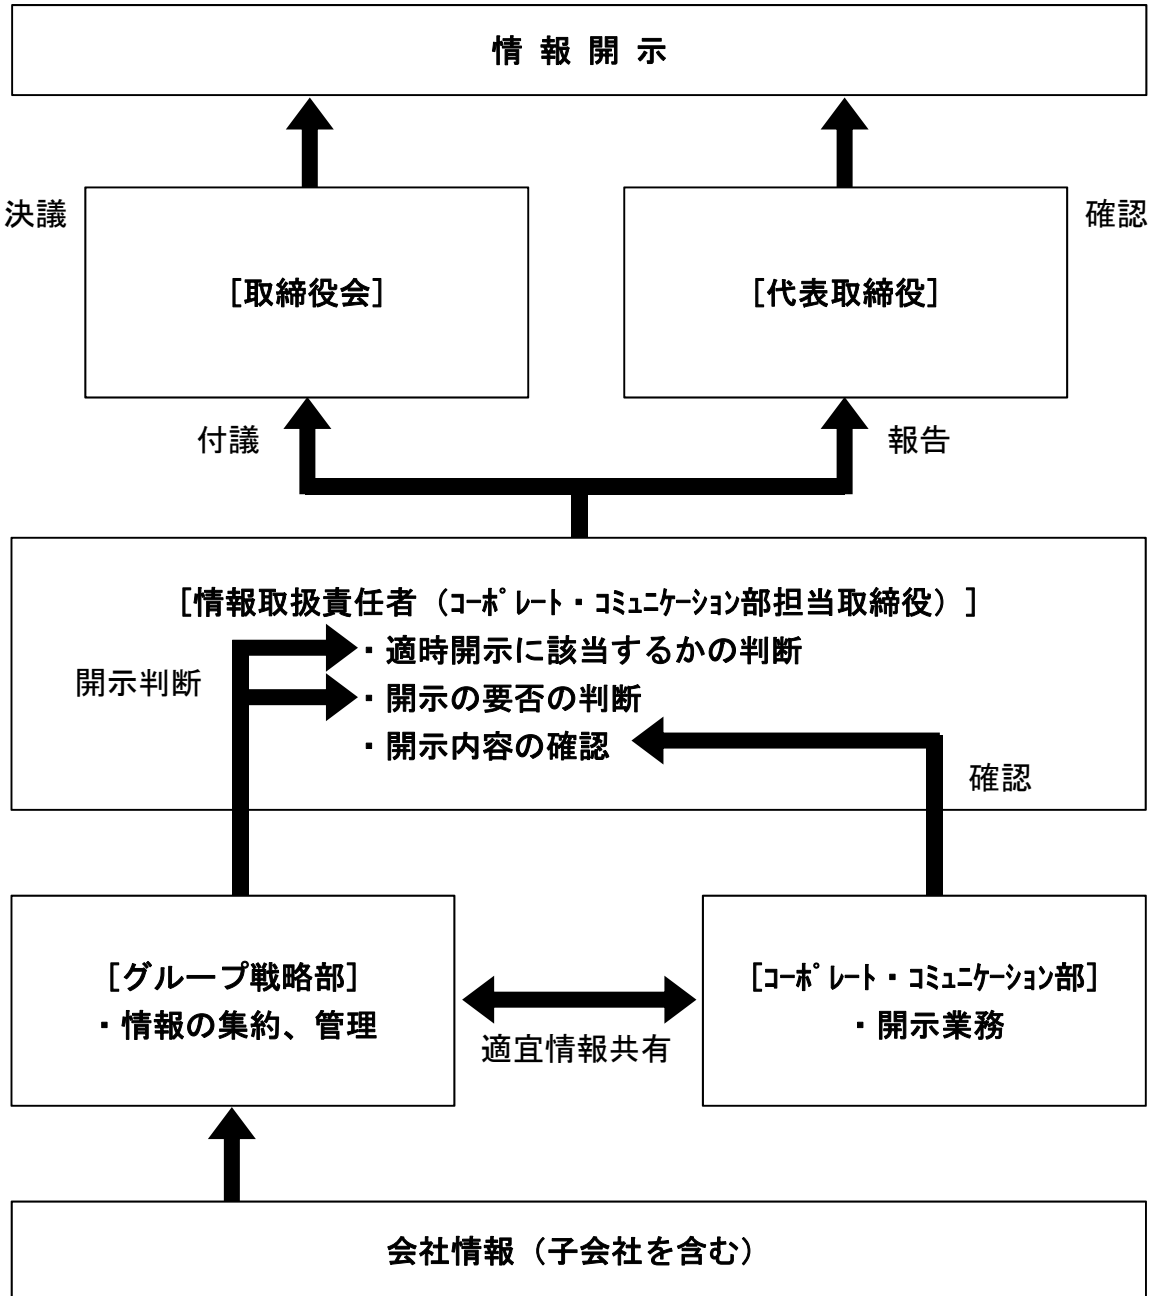 情 報 開 示
決議
確認
[取締役会]
[代表取締役]
付議
報告
[情報取扱責任者（ｺｰﾎﾟﾚｰﾄ・ｺﾐｭﾆｹｰｼｮﾝ部担当取締役）]
・適時開示に該当するかの判断
開示判断
・開示の要否の判断
・開示内容の確認
確認
[グループ戦略部]
・情報の集約、管理
[ｺｰﾎﾟﾚｰﾄ・ｺﾐｭﾆｹｰｼｮﾝ部]
・開示業務
適宜情報共有
会社情報（子会社を含む）